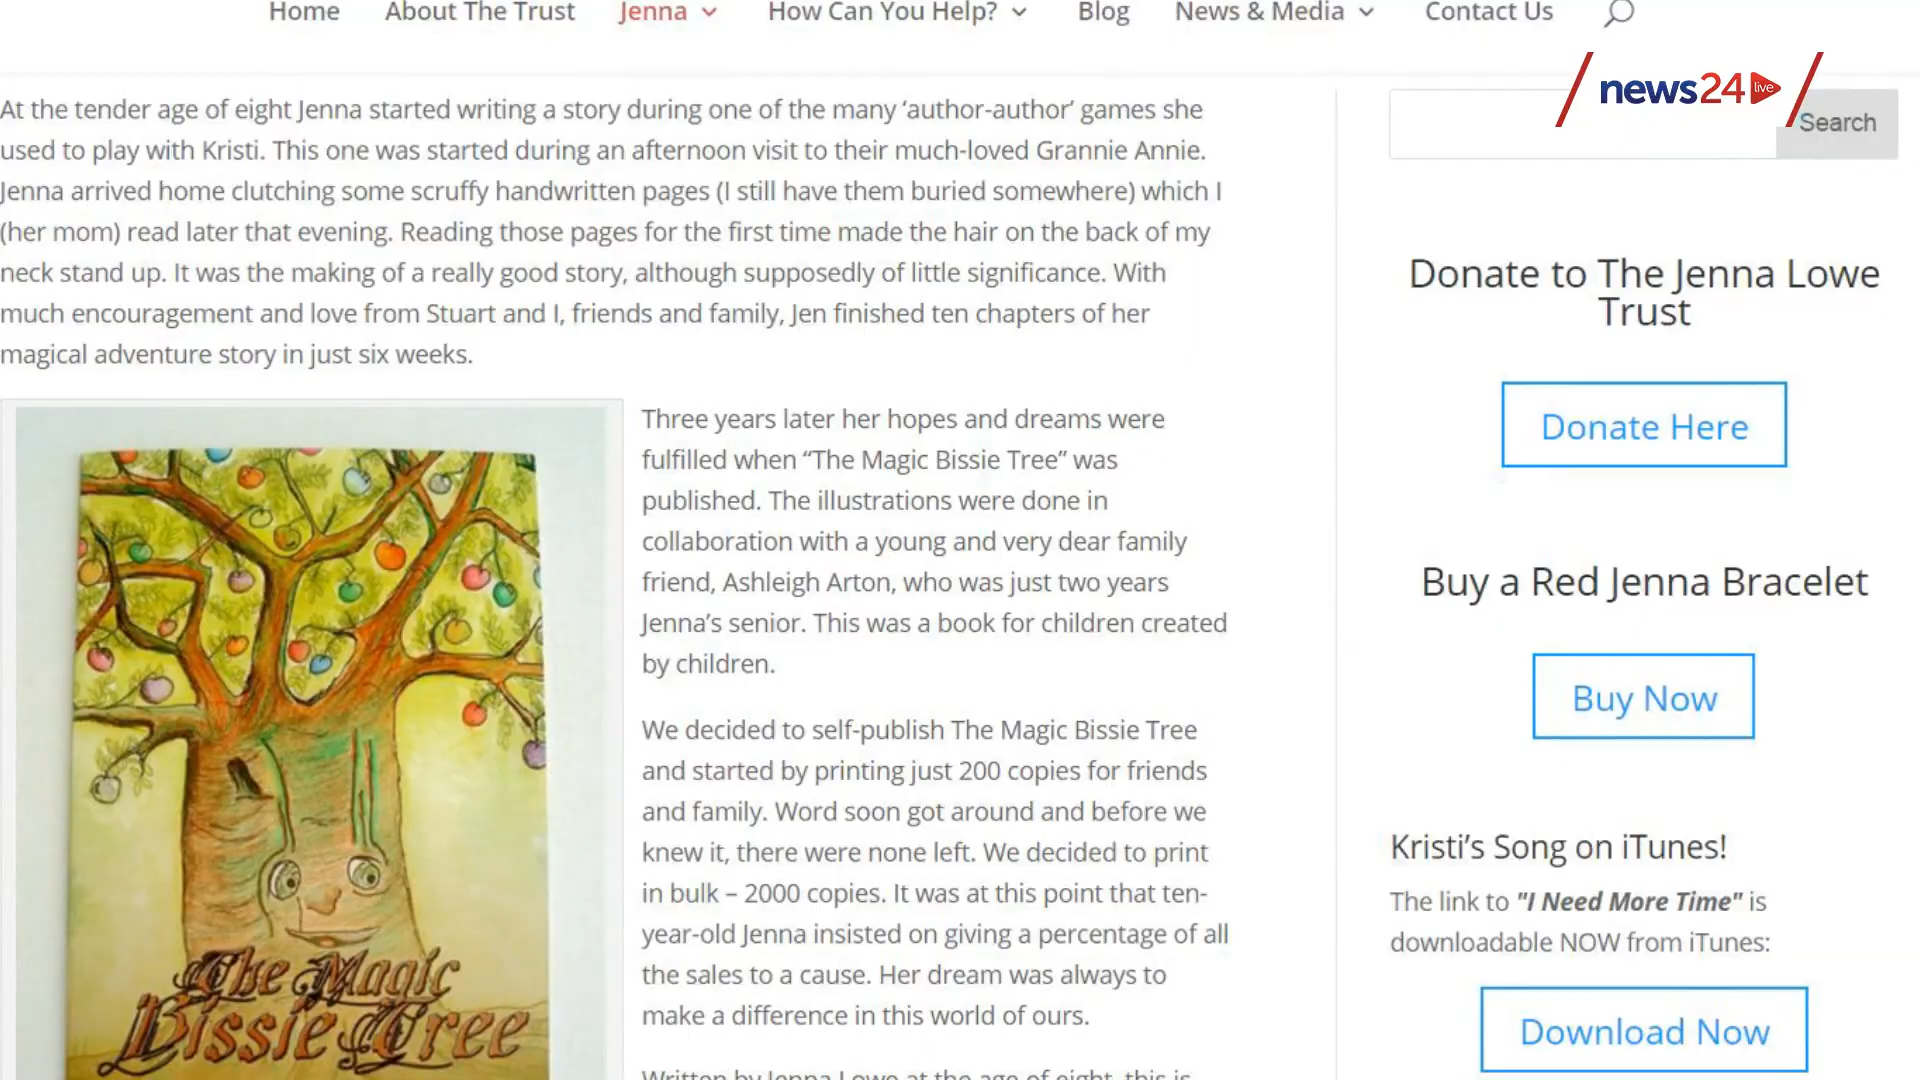 Home About The Trust Jenna How Can You Help? Blog News & Media Contact Us
news24 live
Search
At the tender age of eight Jenna started writing a story during one of the many ‘author-author’ games she
used to play with Kristi. This one was started during an afternoon visit to their much-loved Grannie Annie.
Jenna arrived home clutching some scruffy handwritten pages (I still have them buried somewhere) which I
(her mom) read later that evening. Reading those pages for the first time made the hair on the back of my
neck stand up. It was the making of a really good story, although supposedly of little significance. With
much encouragement and love from Stuart and I, friends and family, Jen finished ten chapters of her
magical adventure story in just six weeks.
The Magic
Bissie Tree
Three years later her hopes and dreams were
fulfilled when “The Magic Bissie Tree” was
published. The illustrations were done in
collaboration with a young and very dear family
friend, Ashleigh Arton, who was just two years
Jenna’s senior. This was a book for children created
by children.
We decided to self-publish The Magic Bissie Tree
and started by printing just 200 copies for friends
and family. Word soon got around and before we
knew it, there were none left. We decided to print
in bulk – 2000 copies. It was at this point that ten-
year-old Jenna insisted on giving a percentage of all
the sales to a cause. Her dream was always to
make a difference in this world of ours.
Written by Jenna Lowe at the age of eight, this is
Donate to The Jenna Lowe
Trust
Donate Here
Buy a Red Jenna Bracelet
Buy Now
Kristi’s Song on iTunes!
The link to "I Need More Time" is
downloadable NOW from iTunes:
Download Now